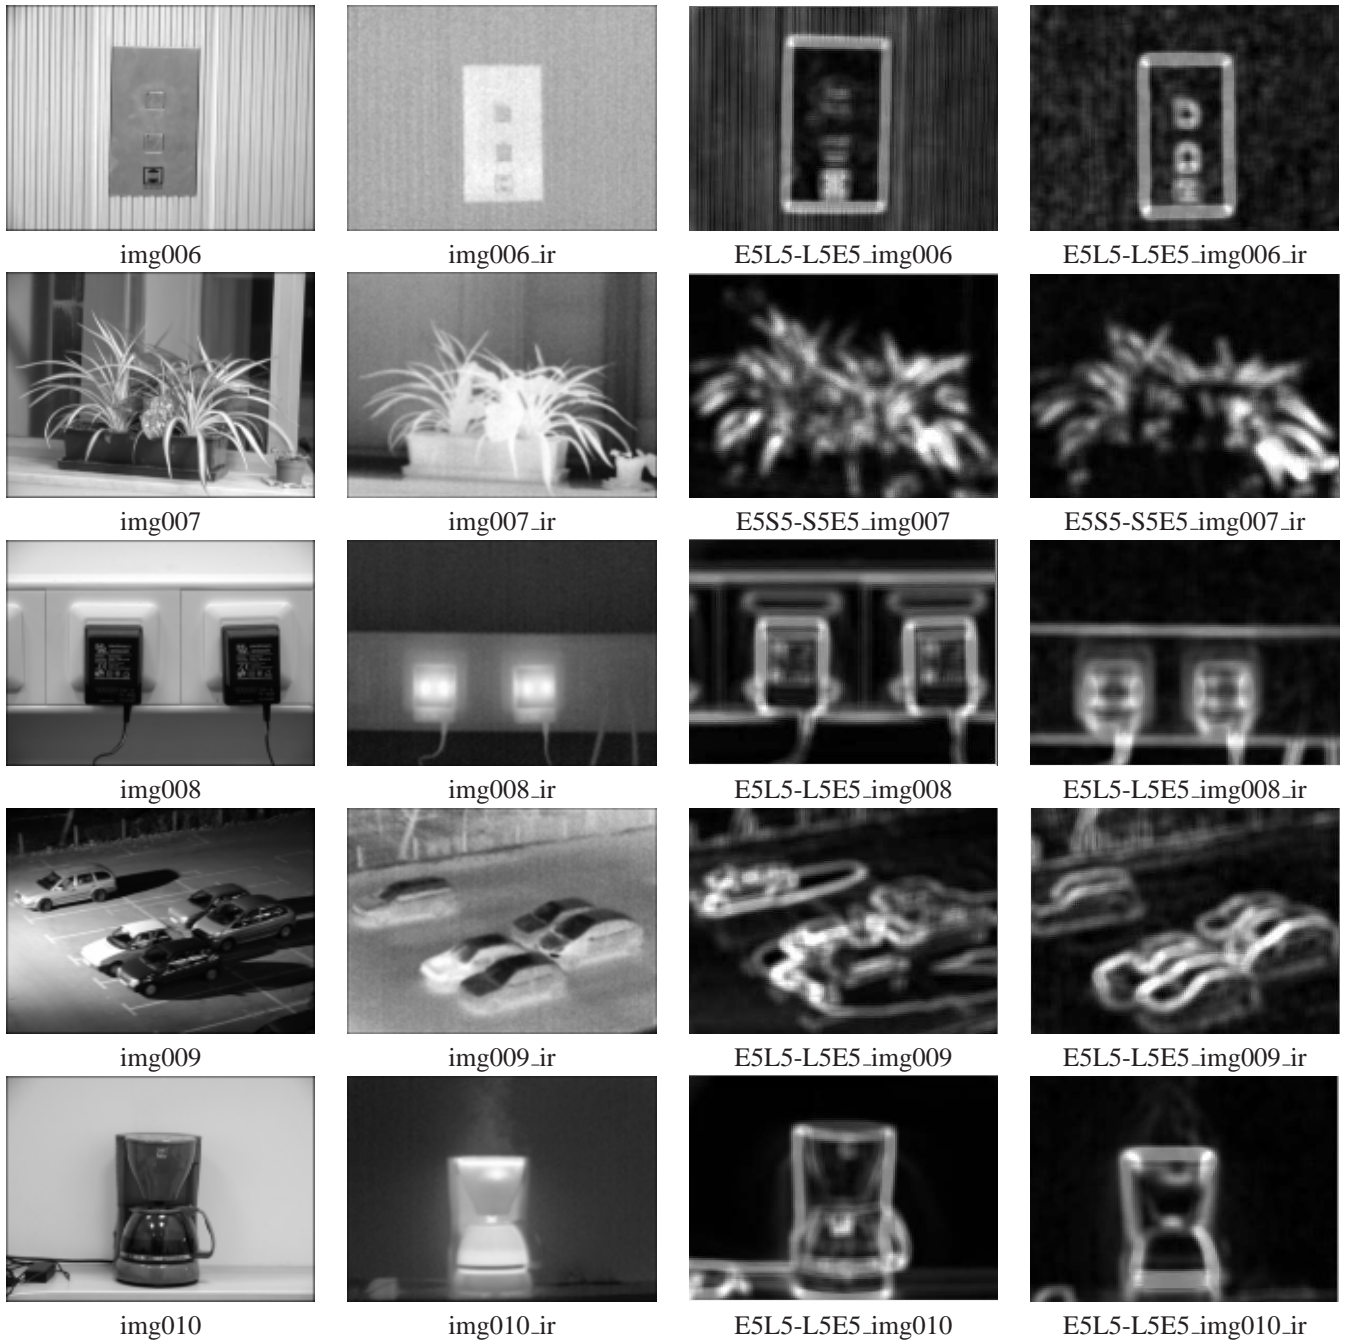 img006 img006_ir E5L5-L5E5_img006 E5L5-L5E5_img006_ir
img007 img007_ir E5S5-S5E5_img007 E5S5-S5E5_img007_ir
img008 img008_ir E5L5-L5E5_img008 E5L5-L5E5_img008_ir
img009 img009_ir E5L5-L5E5_img009 E5L5-L5E5_img009_ir
img010 img010_ir E5L5-L5E5_img010 E5L5-L5E5_img010_ir